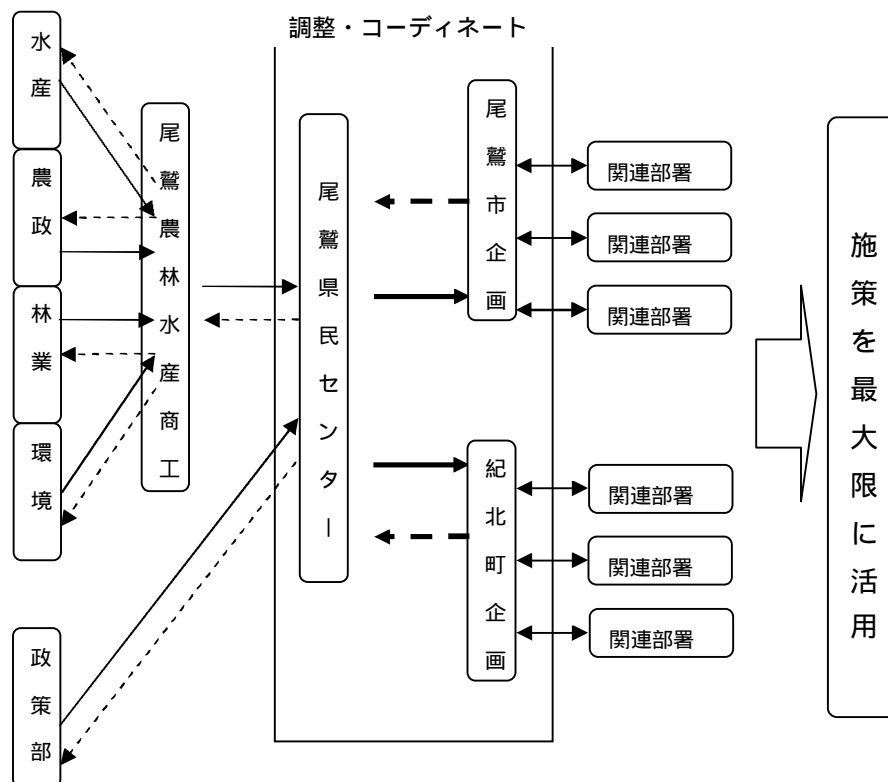 調整・コーディネート
水産
農政
林業
環境
政策部
尾鷲農林水産商工
尾鷲県民センター
尾鷲市企画
関連部署
関連部署
関連部署
紀北町企画
関連部署
関連部署
関連部署
施策を最大限に活用